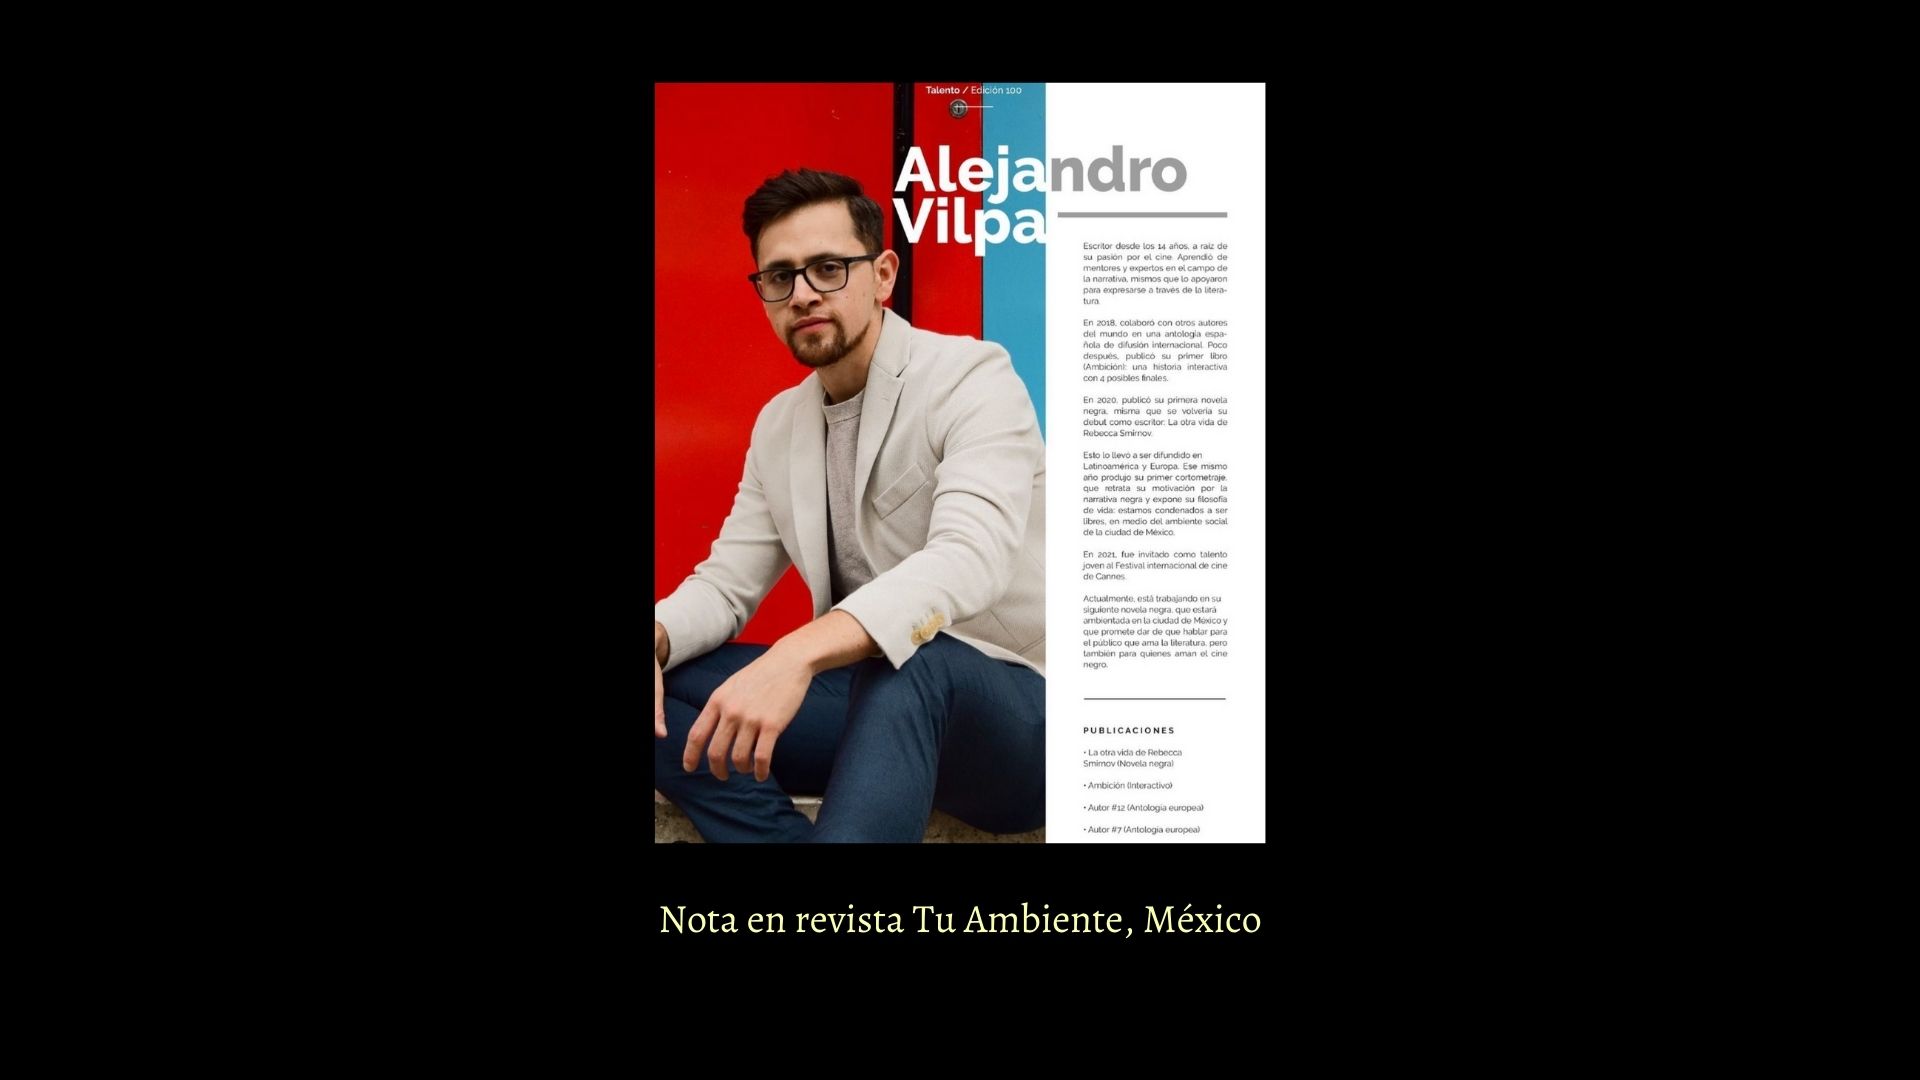 Talento / Edición 100
Alejandro
Vilpa
Escritor desde los 14 años, a raíz de
su pasión por el cine. Aprendió de
mentores y expertos en el campo de
la narrativa, mismos que lo apoyaron
para expresarse a través de la litera-
tura.
En 2018, colaboró con otros autores
del mundo en una antología espa-
ñola de difusión internacional. Poco
después, publicó su primer libro
(Ambición): una historia interactiva
con 4 posibles finales.
En 2020, publicó su primera novela
negra, misma que se volvería su
debut como escritor: La otra vida de
Rebecca Smirnov.
Esto lo llevó a ser difundido en
Latinoamérica y Europa. Ese mismo
año produjo su primer cortometraje,
que retrata su motivación por la
narrativa negra y expone su filosofía
de vida: estamos condenados a ser
libres, en medio del ambiente social
de la ciudad de México.
En 2021, fue invitado como talento
joven al Festival internacional de cine
de Cannes.
Actualmente, está trabajando en su
siguiente novela negra, que estará
ambientada en la ciudad de México y
que promete dar de que hablar para
el público que ama la literatura, pero
también para quienes aman el cine
negro.
PUBLICACIONES
• La otra vida de Rebecca
Smirnov (Novela negra)
• Ambición (Interactivo)
• Autor #12 (Antología europea)
• Autor #7 (Antología europea)
Nota en revista Tu Ambiente, México